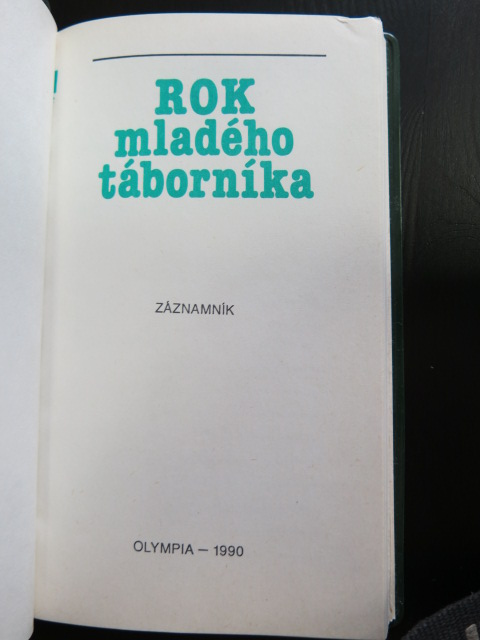 ROK
mladého
táborníka
ZÁZNAMNÍK
OLYMPIA — 1990